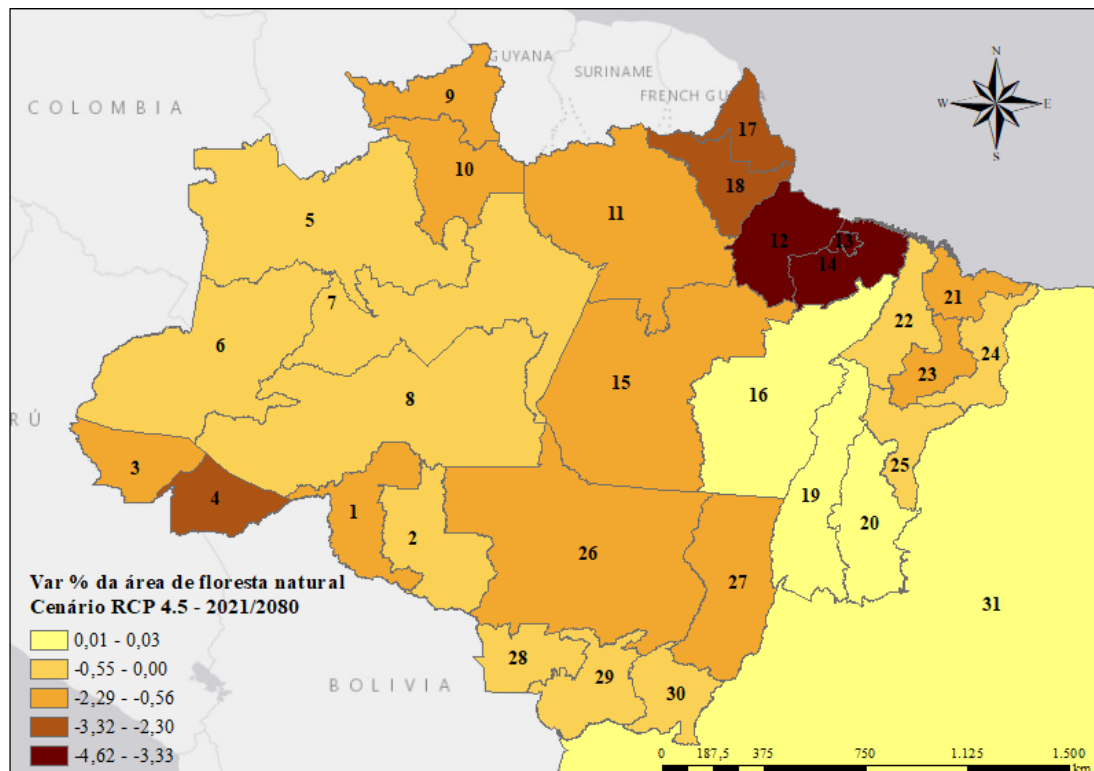 GUYANA
SURINAME
FRENCH GU A
COLOMBIA
N
W E
S
9
17
10
18
5
11
12
13
14
7
21
22
6
24
23
15
8
16
3
25
4
19
1
20
2
26
27
31
28
29
30
RÚ
BOLIVIA
Var % da área de floresta natural
Cenário RCP 4.5 - 2021/2080
0,01 - 0,03
-0,55 - 0,00
-2,29 - -0,56
-3,32 - -2,30
-4,62 - -3,33
0 187,5 375 750 1.125 1.500
km